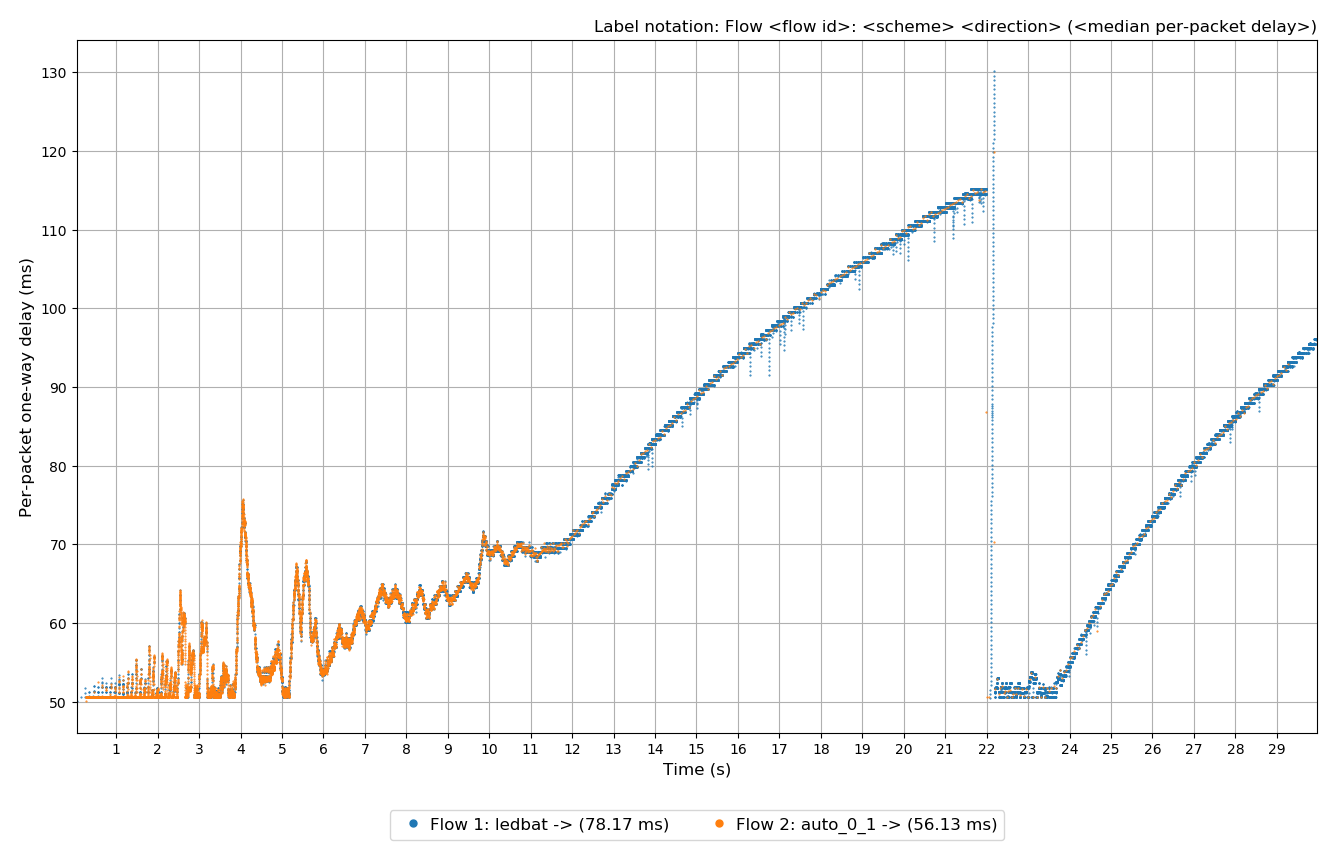 Label notation: Flow <flow id>: <scheme> <direction> (<median per-packet delay>)
Per-packet one-way delay (ms)
130
120
110
100
90
80
70
60
50
1 2 3 4 5 6 7 8 9 10 11 12 13 14 15 16 17 18 19 20 21 22 23 24 25 26 27 28 29
Time (s)
Flow 1: ledbat -> (78.17 ms) Flow 2: auto_0_1 -> (56.13 ms)